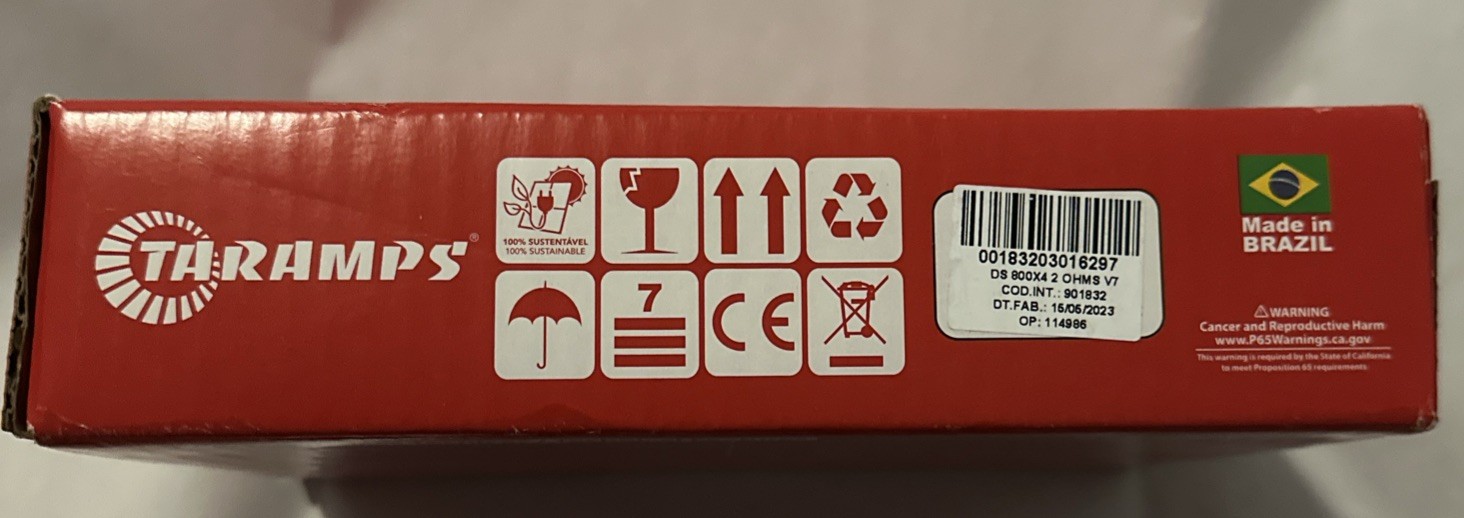 TARAMPS®
100% SUSTENTÁVEL
100% SUSTAINABLE
7
CE
00183203016297
DS 800X4 2 OHMS V7
COD.INT.: 901832
DT.FAB.: 15/05/2023
OP: 114986
Made in
BRAZIL
⚠WARNING
Cancer and Reproductive Harm
www.P65Warnings.ca.gov
This warning is required by the State of California
to meet Proposition 65 requirements